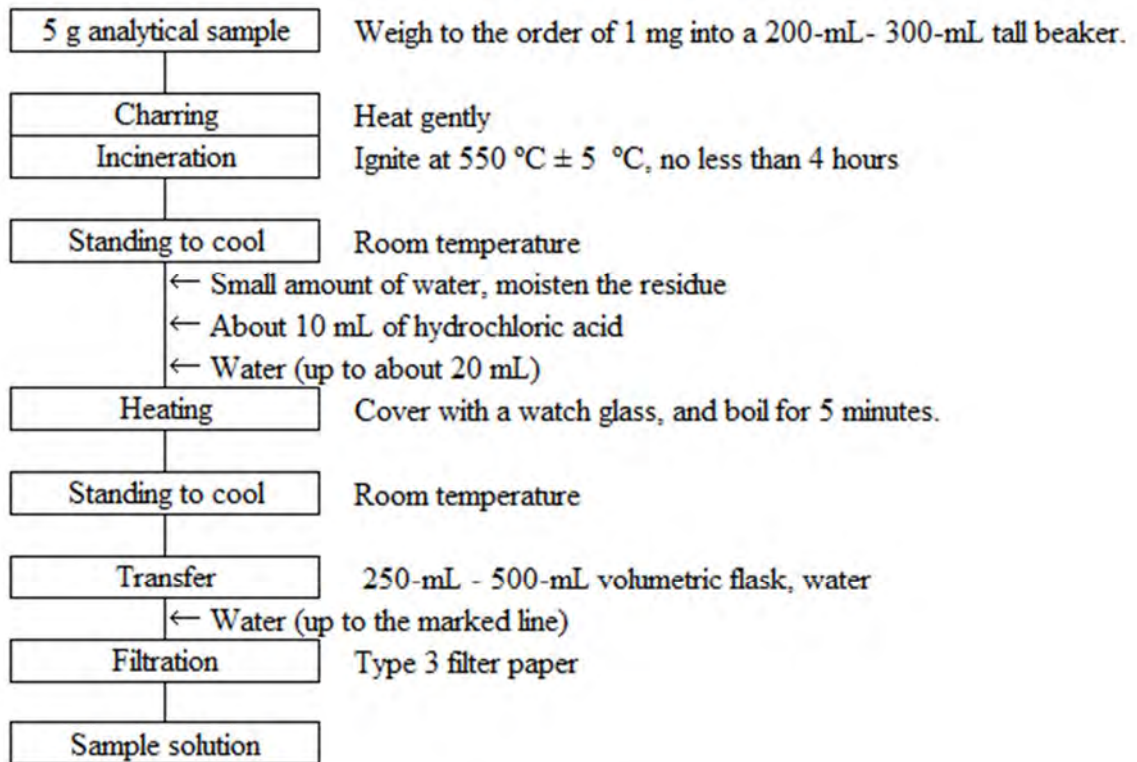 5 g analytical sample Weigh to the order of 1 mg into a 200-mL- 300-mL tall beaker.
Charring Heat gently
Incineration Ignite at 550 ºC ± 5 ºC, no less than 4 hours
Standing to cool Room temperature
← Small amount of water, moisten the residue
← About 10 mL of hydrochloric acid
← Water (up to about 20 mL)
Heating Cover with a watch glass, and boil for 5 minutes.
Standing to cool Room temperature
Transfer 250-mL - 500-mL volumetric flask, water
← Water (up to the marked line)
Filtration Type 3 filter paper
Sample solution